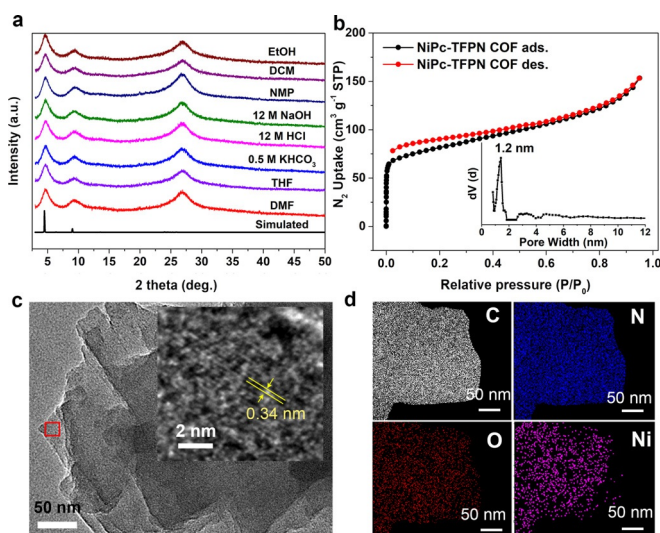 a
EtOH
DCM
NMP
12 M NaOH
12 M HCl
0.5 M KHCO3
THF
DMF
Simulated
Intensity (a.u.)
5 10 15 20 25 30 35 40 45 50
2 theta (deg.)
b
NiPc-TFPN COF ads.
NiPc-TFPN COF des.
N2 Uptake (cm3 g-1 STP)
200
150
100
50
0
0.0 0.2 0.4 0.6 0.8 1.0
Relative pressure (P/P0)
1.2 nm
dV (d)
0 2 4 6 8 10 12
Pore Width (nm)
c
0.34 nm
2 nm
50 nm
d
C
50 nm
N
50 nm
O
50 nm
Ni
50 nm